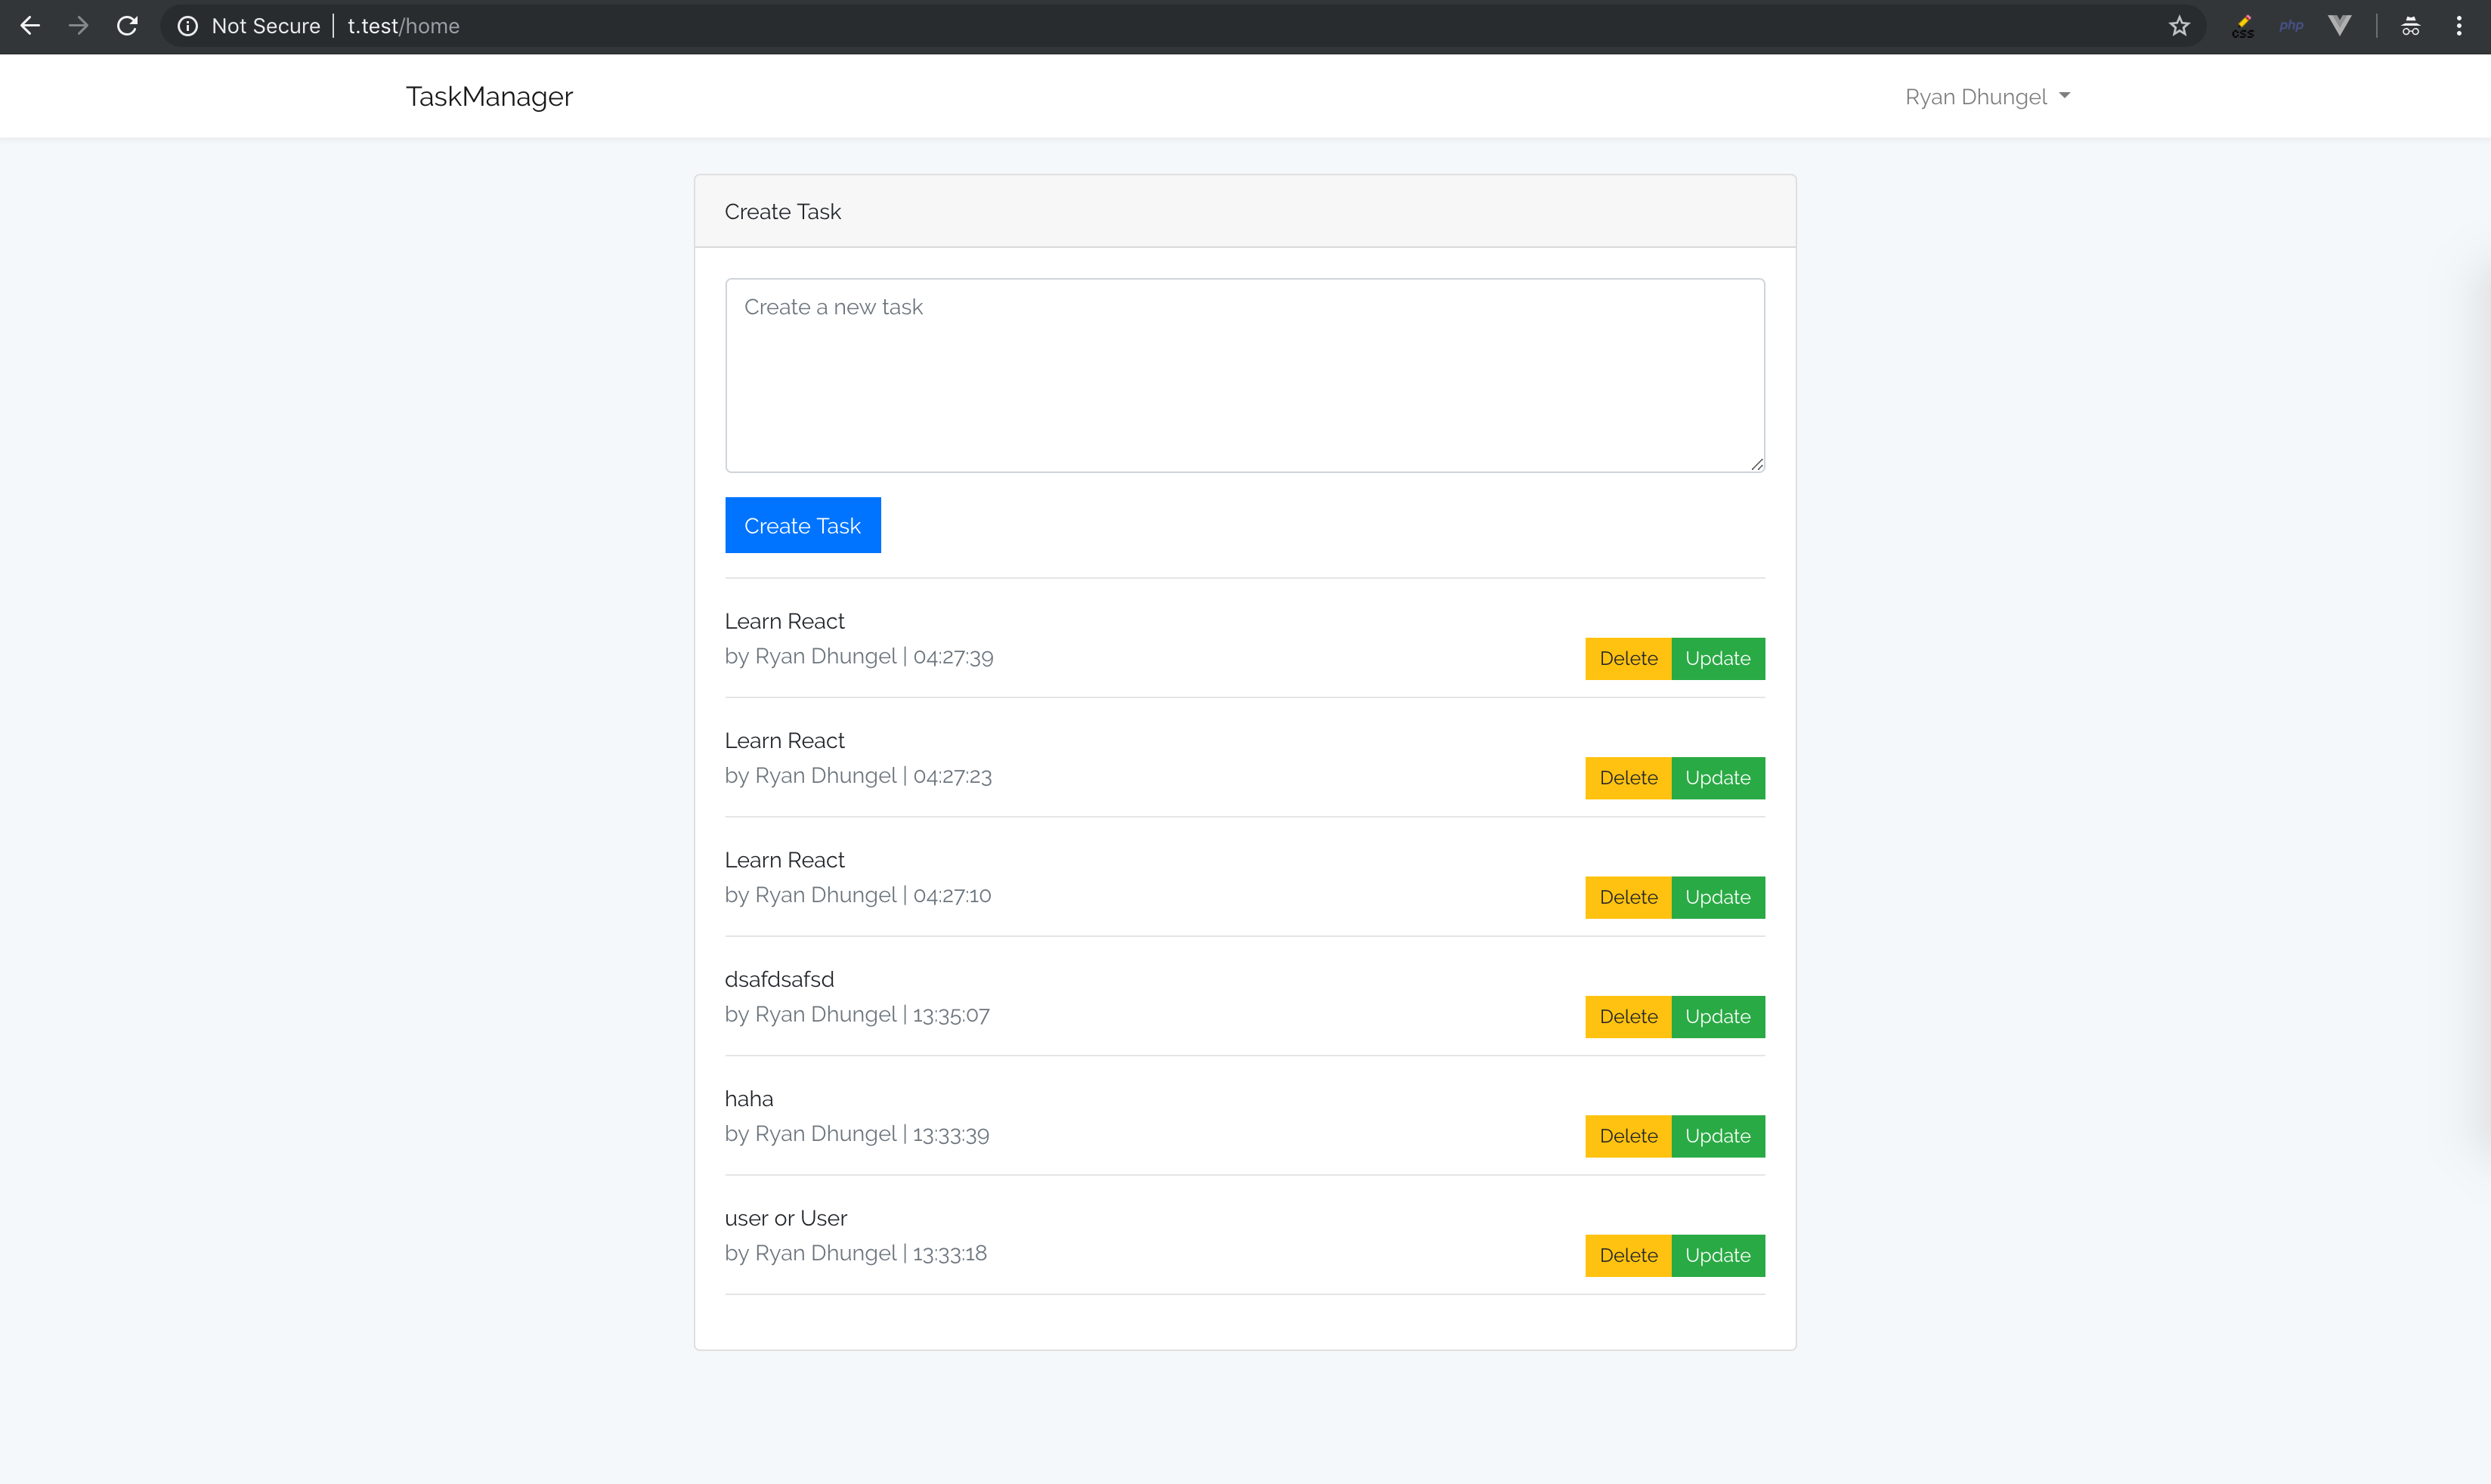 Not Secure | t.test/home
css php
TaskManager
Ryan Dhungel
Create Task
Create a new task
Create Task
Learn React
by Ryan Dhungel | 04:27:39
Delete Update
Learn React
by Ryan Dhungel | 04:27:23
Delete Update
Learn React
by Ryan Dhungel | 04:27:10
Delete Update
dsafdsafsd
by Ryan Dhungel | 13:35:07
Delete Update
haha
by Ryan Dhungel | 13:33:39
Delete Update
user or User
by Ryan Dhungel | 13:33:18
Delete Update